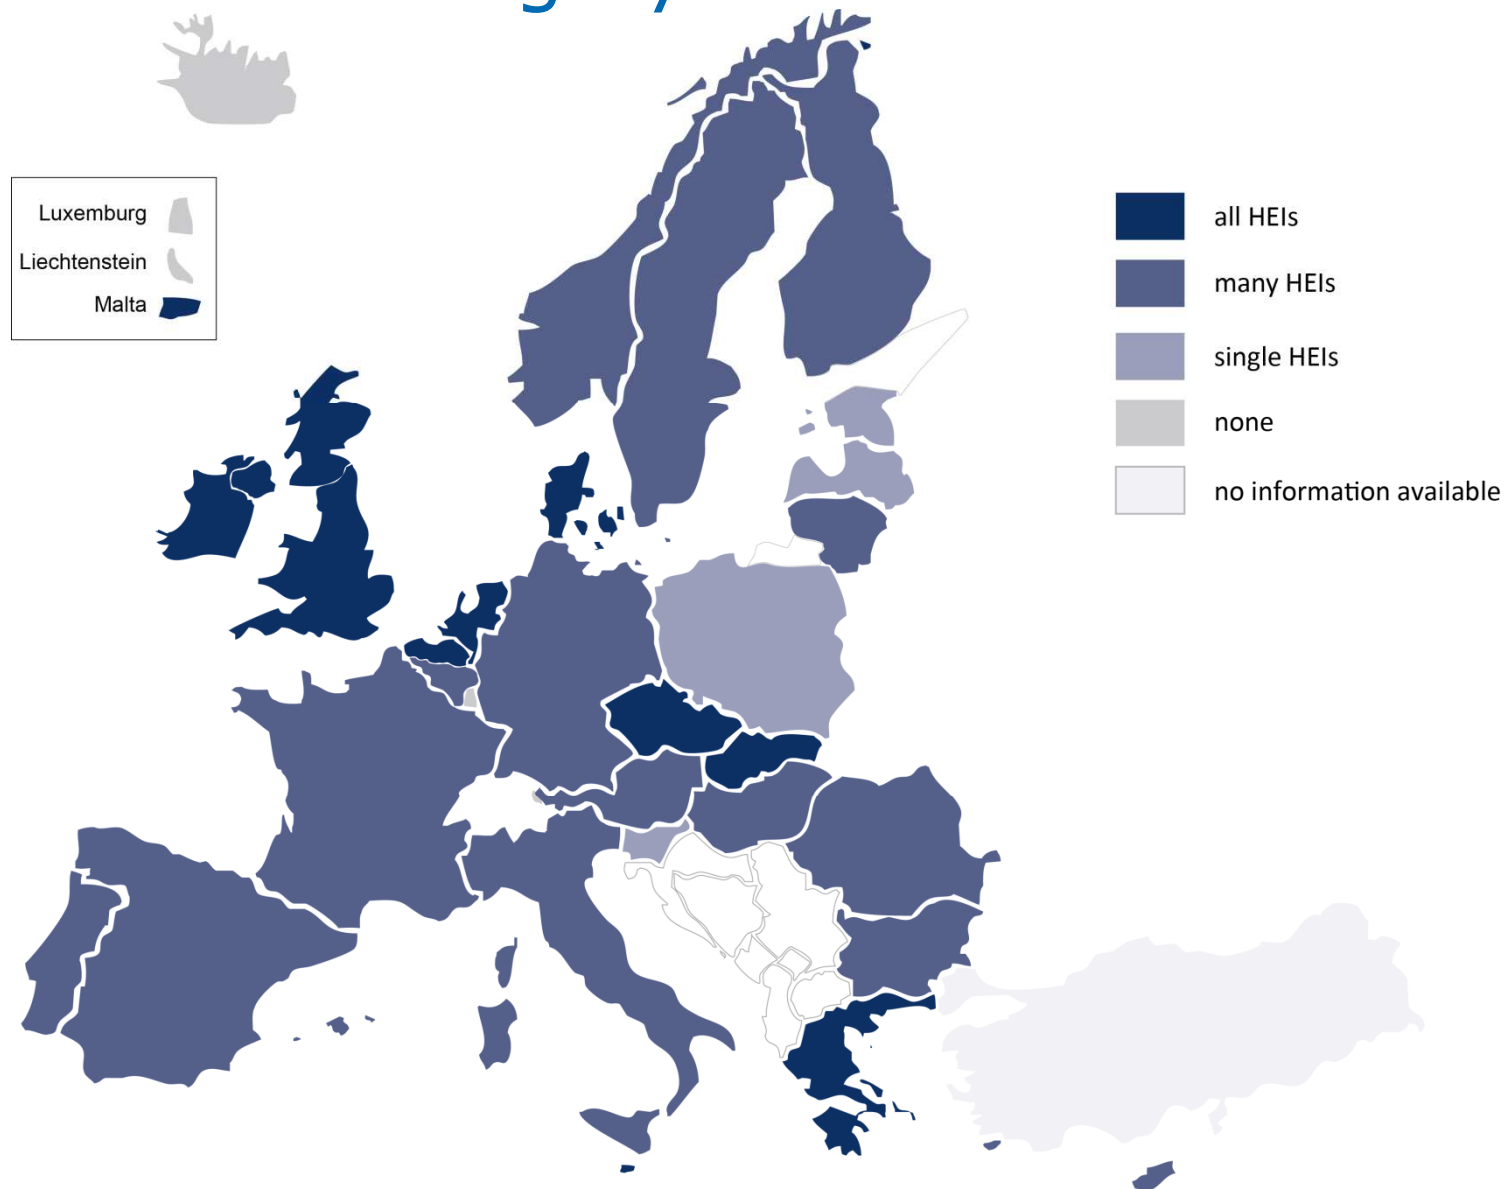 Luxemburg
Liechtenstein
Malta
all HEIs
many HEIs
single HEIs
none
no information available